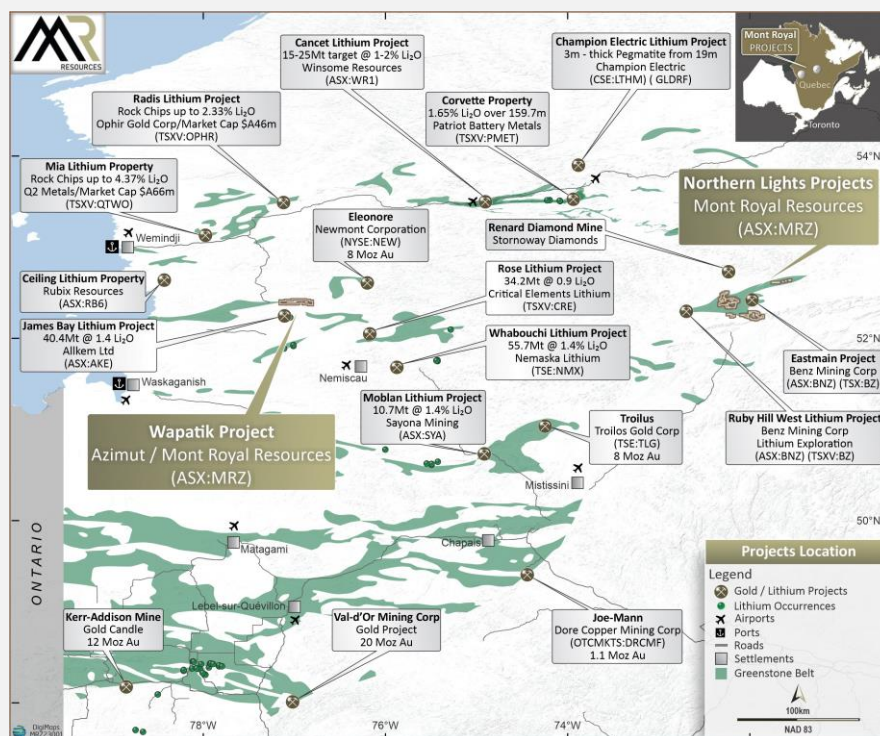 MR
RESOURCES
Cancet Lithium Project
15-25Mt target @ 1-2% Li₂O
Winsome Resources
(ASX:WR1)
Champion Electric Lithium Project
3m - thick Pegmatite from 19m
Champion Electric
(CSE:LTHM) ( GLDRF)
Mont Royal
PROJECTS
Quebec
Toronto
Radis Lithium Project
Rock Chips up to 2.33% Li₂O
Ophir Gold Corp/Market Cap $A46m
(TSXV:OPHR)
Corvette Property
1.65% Li₂O over 159.7m
Patriot Battery Metals
(TSXV:PMET)
54°N
Mia Lithium Property
Rock Chips up to 4.37% Li₂O
Q2 Metals/Market Cap $A66m
(TSXV:QTWO)
Northern Lights Projects
Mont Royal Resources
(ASX:MRZ)
Wemindji
Eleonore
Newmont Corporation
(NYSE:NEW)
8 Moz Au
Renard Diamond Mine
Stornoway Diamonds
Ceiling Lithium Property
Rubix Resources
(ASX:RB6)
Rose Lithium Project
34.2Mt @ 0.9 Li₂O
Critical Elements Lithium
(TSXV:CRE)
James Bay Lithium Project
40.4Mt @ 1.4 Li₂O
Allkem Ltd
(ASX:AKE)
Whabouchi Lithium Project
55.7Mt @ 1.4% Li₂O
Nemaska Lithium
(TSE:NMX)
52°N
Eastmain Project
Benz Mining Corp
(ASX:BNZ) (TSX:BZ)
Waskaganish
Nemiscau
Moblan Lithium Project
10.7Mt @ 1.4% Li₂O
Sayona Mining
(ASX:SYA)
Troilus
Troilos Gold Corp
(TSE:TLG)
8 Moz Au
Ruby Hill West Lithium Project
Benz Mining Corp
Lithium Exploration
(ASX:BNZ) (TSXV:BZ)
Wapatik Project
Azimut / Mont Royal Resources
(ASX:MRZ)
Mistissini
50°N
ONTARIO
Matagami
Chapais
Lebel-sur-Quévillon
Projects Location
Legend
Gold / Lithium Projects
Lithium Occurrences
Airports
Ports
Roads
Settlements
Greenstone Belt
100km
NAD 83
Kerr-Addison Mine
Gold Candle
12 Moz Au
Val-d'Or Mining Corp
Gold Project
20 Moz Au
Joe-Mann
Dore Copper Mining Corp
(OTCMKTS:DRCMF)
1.1 Moz Au
78°W
76°W
74°W
DigiMaps